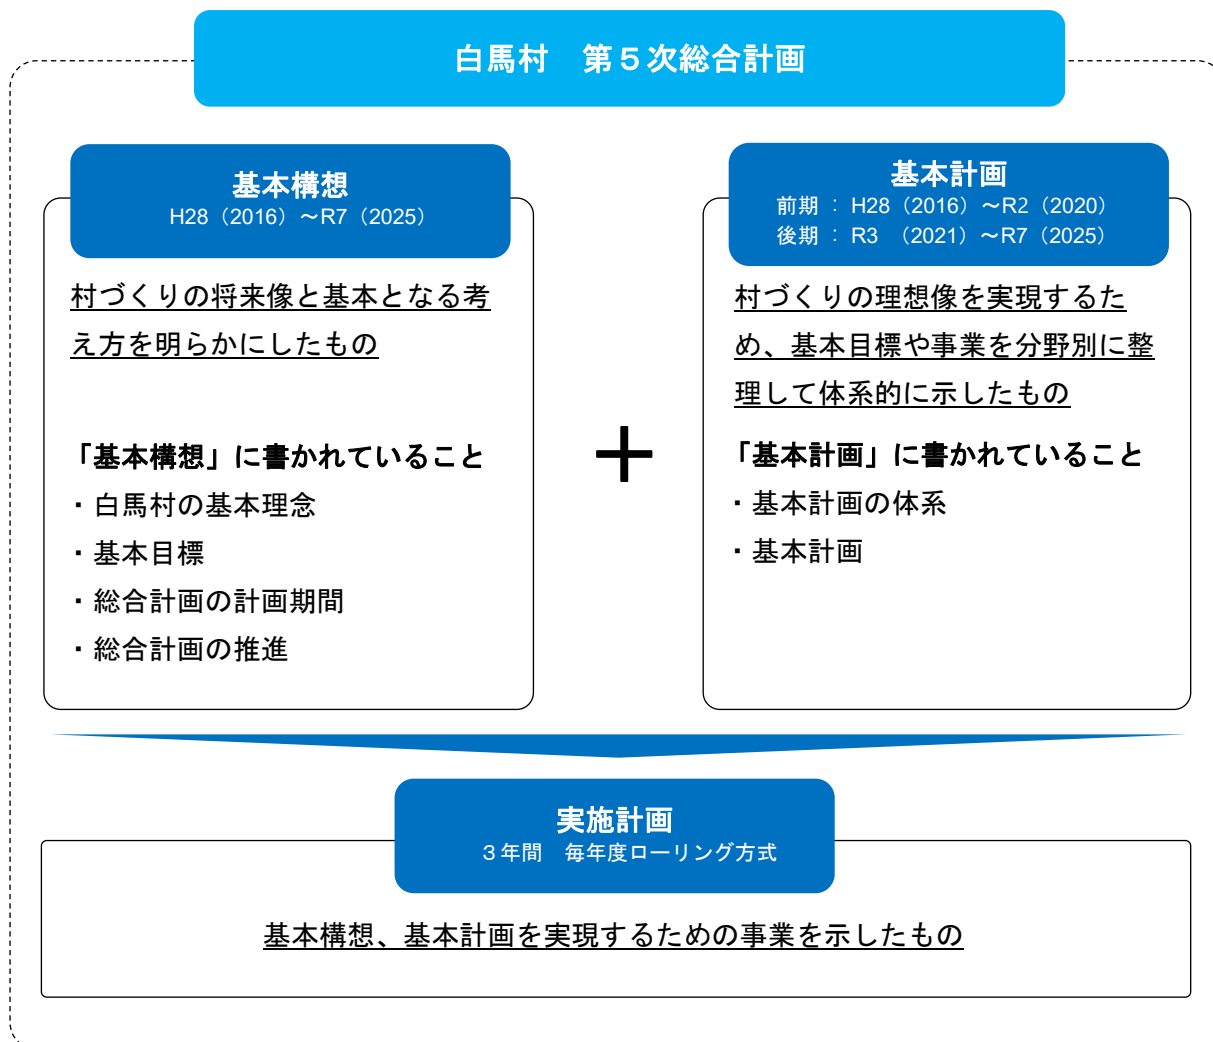 白馬村　第５次総合計画
基本構想
H28（2016）～R7（2025）
村づくりの将来像と基本となる考
え方を明らかにしたもの
「基本構想」に書かれていること
・白馬村の基本理念
・基本目標
・総合計画の計画期間
・総合計画の推進
＋
基本計画
前期 ： H28（2016）～R2（2020）
後期 ： R3 （2021）～R7（2025）
村づくりの理想像を実現するた
め、基本目標や事業を分野別に整
理して体系的に示したもの
「基本計画」に書かれていること
・基本計画の体系
・基本計画
実施計画
３年間　毎年度ローリング方式
基本構想、基本計画を実現するための事業を示したもの